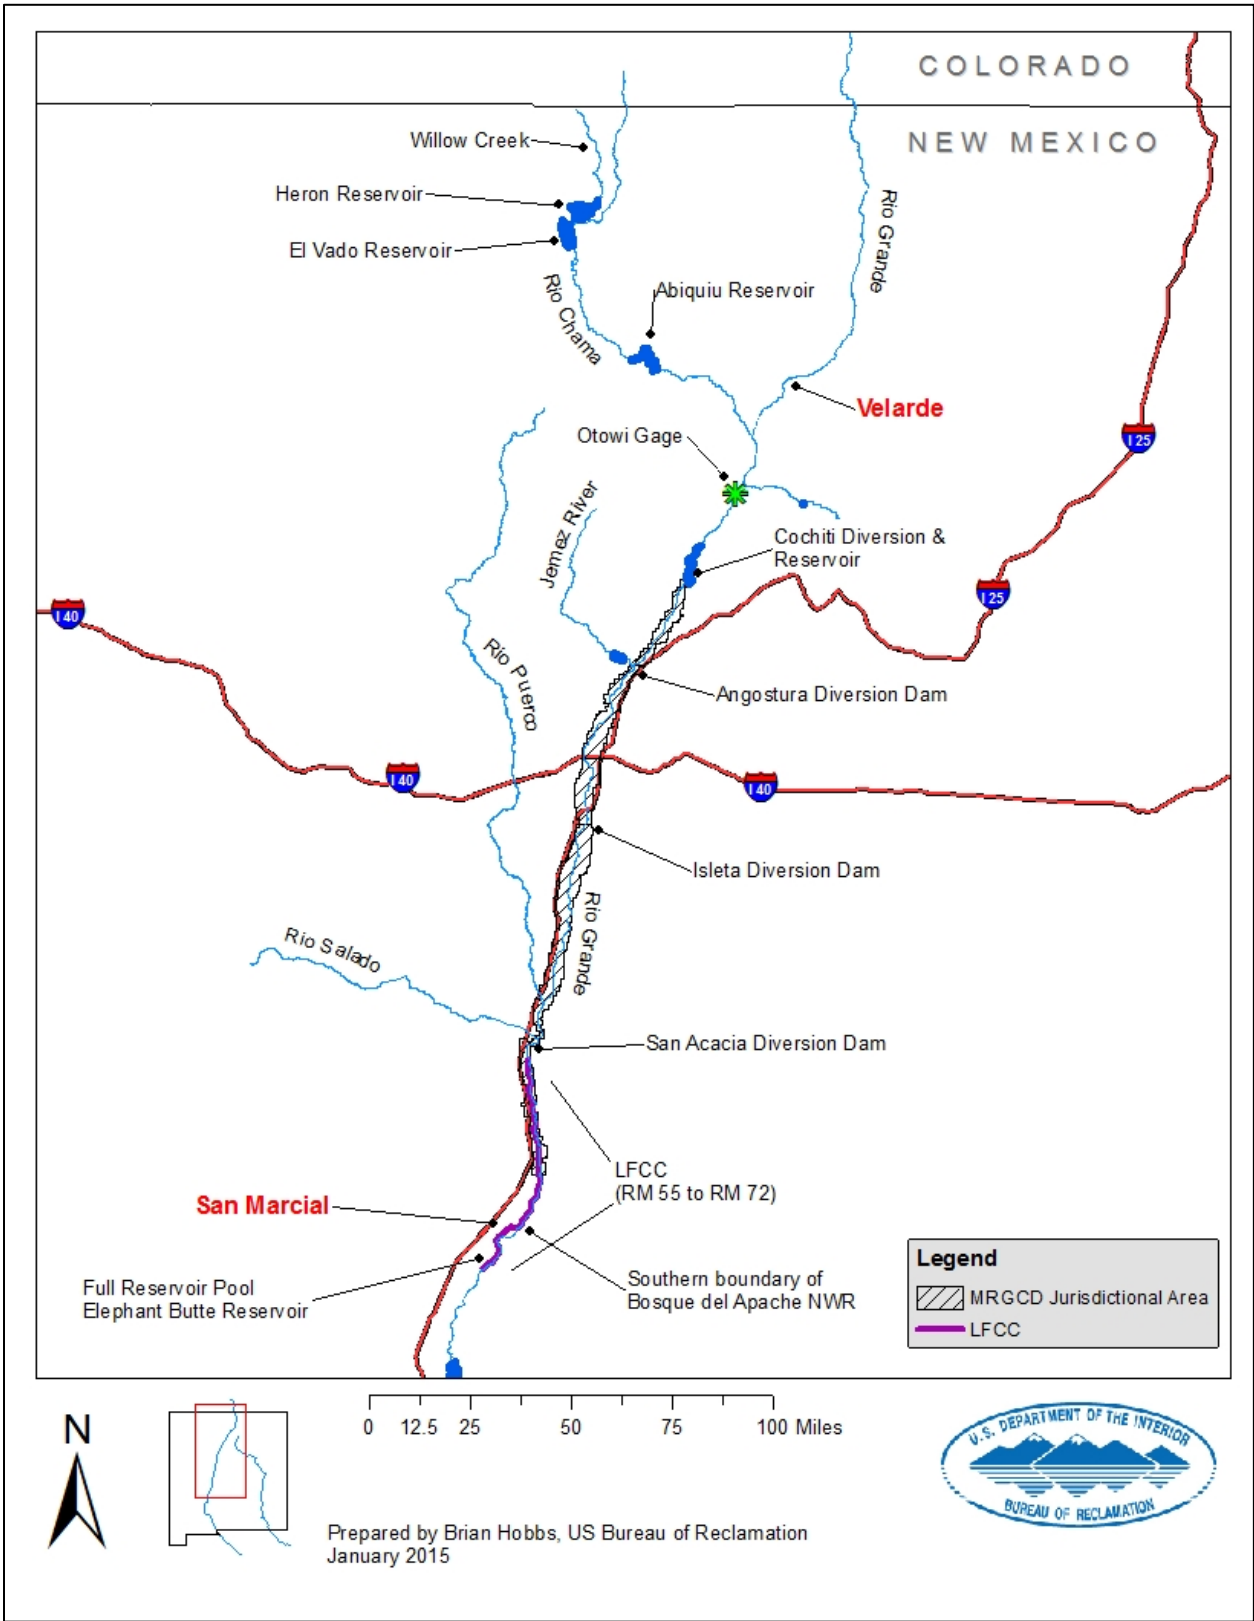 COLORADO
NEW MEXICO
Willow Creek
Heron Reservoir
El Vado Reservoir
Rio Chama
Abiquiu Reservoir
Rio Grande
Velarde
Otowi Gage
I 25
Jemez River
Cochiti Diversion &
Reservoir
I 25
I 40
Rio Puerco
Angostura Diversion Dam
I 40
I 40
Isleta Diversion Dam
Rio Grande
Rio Salado
San Acacia Diversion Dam
LFCC
(RM 55 to RM 72)
San Marcial
Full Reservoir Pool
Elephant Butte Reservoir
Southern boundary of
Bosque del Apache NWR
Legend
MRGCD Jurisdictional Area
LFCC
N
0 12.5 25 50 75 100 Miles
U.S. DEPARTMENT OF THE INTERIOR
BUREAU OF RECLAMATION
Prepared by Brian Hobbs, US Bureau of Reclamation
January 2015